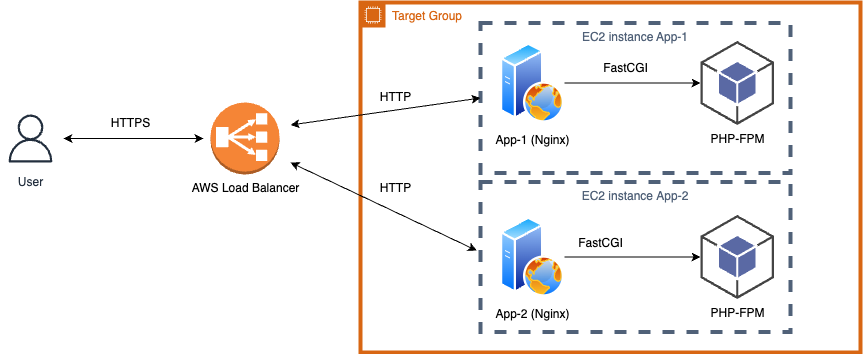 Target Group
EC2 instance App-1
FastCGI
HTTP
HTTPS
App-1 (Nginx)
PHP-FPM
User
AWS Load Balancer
HTTP
EC2 instance App-2
FastCGI
App-2 (Nginx)
PHP-FPM